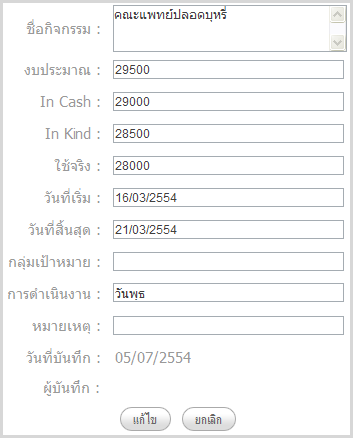 ชื่อกิจกรรม : คณะแพทย์ปลอดบุหรี่
งบประมาณ : 29500
In Cash : 29000
In Kind : 28500
ใช้จริง : 28000
วันที่เริ่ม : 16/03/2554
วันที่สิ้นสุด : 21/03/2554
กลุ่มเป้าหมาย :
การดำเนินงาน : วันพุธ
หมายเหตุ :
วันที่บันทึก : 05/07/2554
ผู้บันทึก :
แก้ไข ยกเลิก